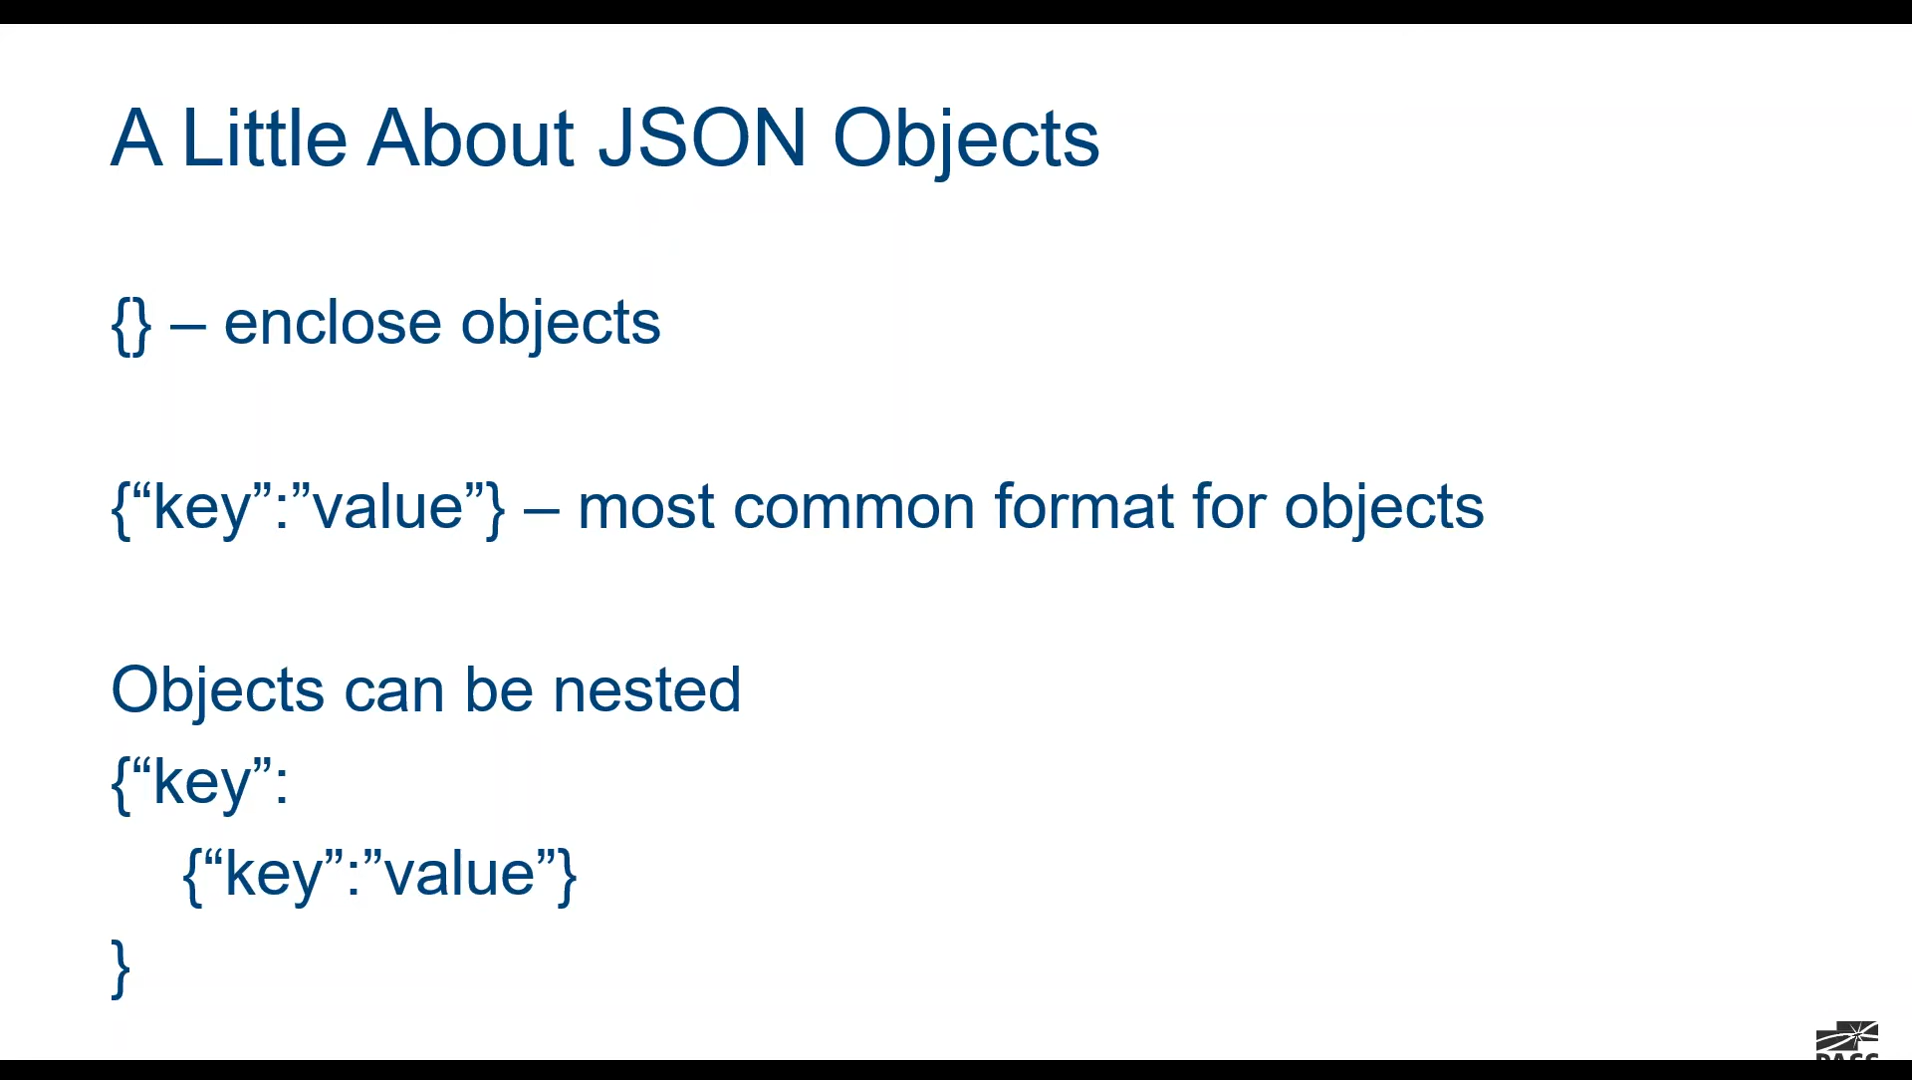 A Little About JSON Objects
{} – enclose objects
{“key”:”value”} – most common format for objects
Objects can be nested
{“key”:
{“key”:”value”}
}
PASS